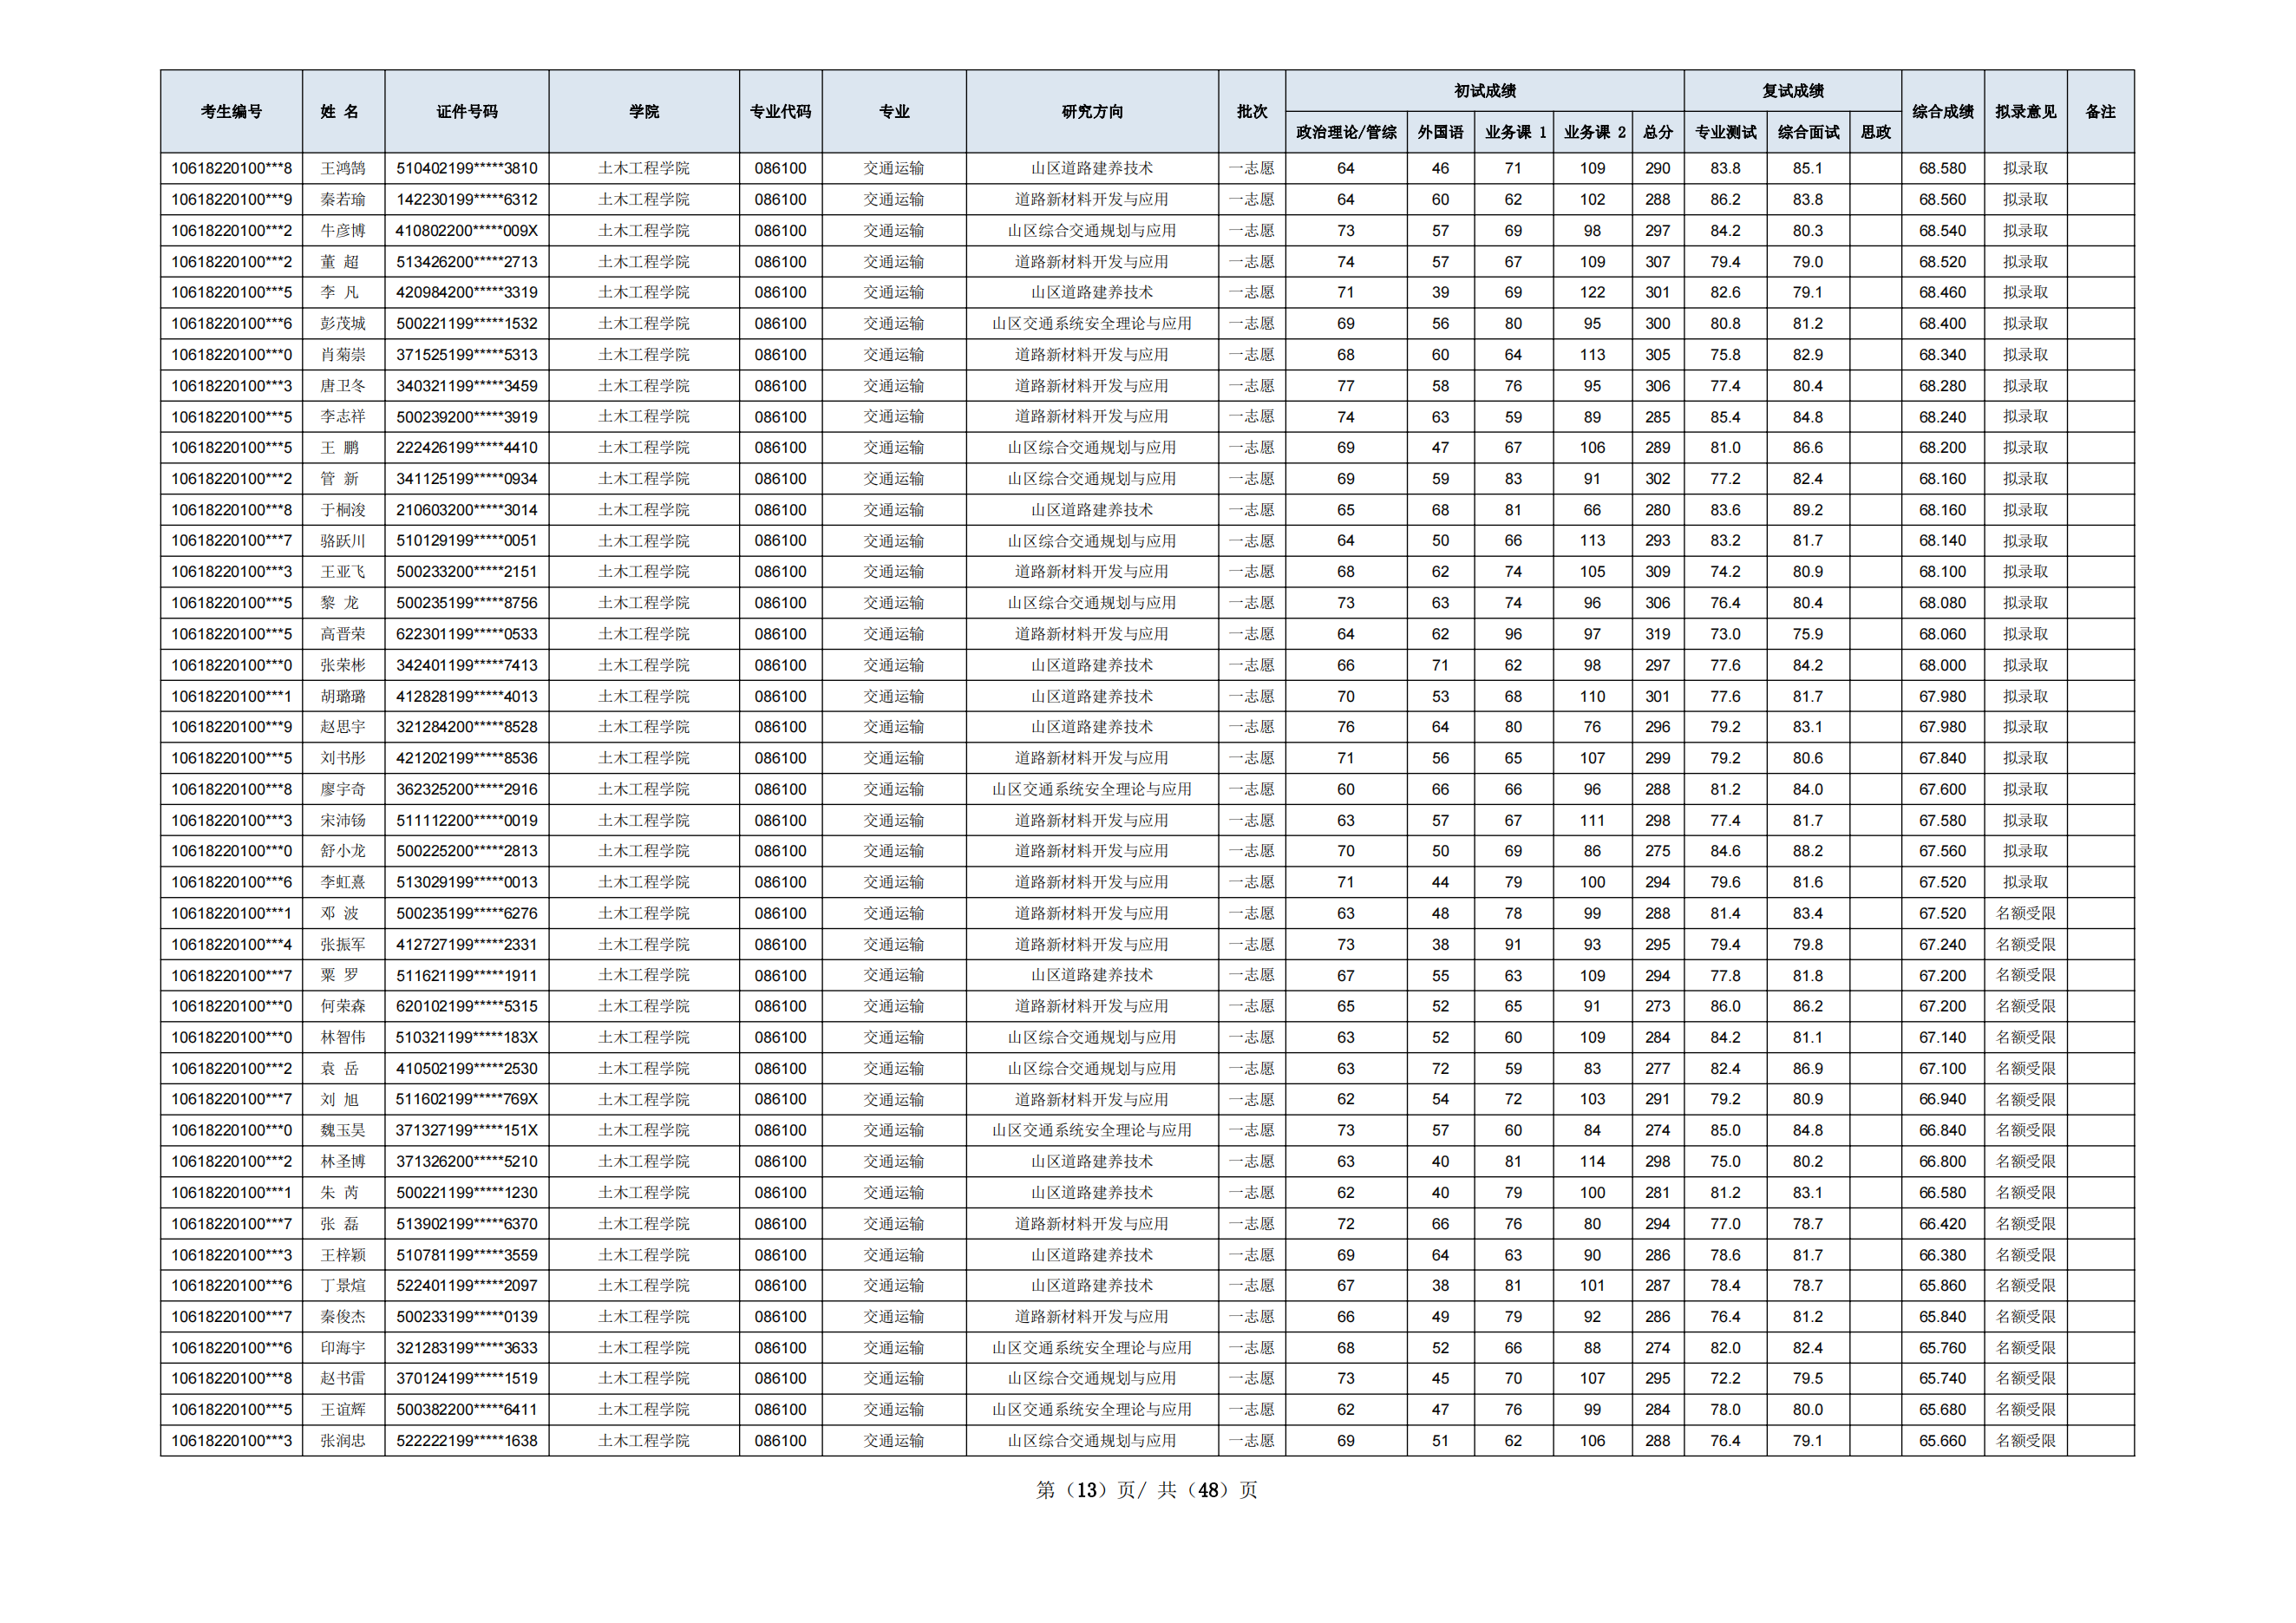 考生编号 姓 名 证件号码 学院 专业代码 专业 研究方向 批次 初试成绩 复试成绩 综合成绩 拟录意见 备注
政治理论/管综 外国语 业务课 1 业务课 2 总分 专业测试 综合面试 思政
10618220100***8 王鸿鹄 510402199*****3810 土木工程学院 086100 交通运输 山区道路建养技术 一志愿 64 46 71 109 290 83.8 85.1 68.580 拟录取
10618220100***9 秦若瑜 142230199*****6312 土木工程学院 086100 交通运输 道路新材料开发与应用 一志愿 64 60 62 102 288 86.2 83.8 68.560 拟录取
10618220100***2 牛彦博 410802200*****009X 土木工程学院 086100 交通运输 山区综合交通规划与应用 一志愿 73 57 69 98 297 84.2 80.3 68.540 拟录取
10618220100***2 董 超 513426200*****2713 土木工程学院 086100 交通运输 道路新材料开发与应用 一志愿 74 57 67 109 307 79.4 79.0 68.520 拟录取
10618220100***5 李 凡 420984200*****3319 土木工程学院 086100 交通运输 山区道路建养技术 一志愿 71 39 69 122 301 82.6 79.1 68.460 拟录取
10618220100***6 彭茂城 500221199*****1532 土木工程学院 086100 交通运输 山区交通系统安全理论与应用 一志愿 69 56 80 95 300 80.8 81.2 68.400 拟录取
10618220100***0 肖菊崇 371525199*****5313 土木工程学院 086100 交通运输 道路新材料开发与应用 一志愿 68 60 64 113 305 75.8 82.9 68.340 拟录取
10618220100***3 唐卫冬 340321199*****3459 土木工程学院 086100 交通运输 道路新材料开发与应用 一志愿 77 58 76 95 306 77.4 80.4 68.280 拟录取
10618220100***5 李志祥 500239200*****3919 土木工程学院 086100 交通运输 道路新材料开发与应用 一志愿 74 63 59 89 285 85.4 84.8 68.240 拟录取
10618220100***5 王 鹏 222426199*****4410 土木工程学院 086100 交通运输 山区综合交通规划与应用 一志愿 69 47 67 106 289 81.0 86.6 68.200 拟录取
10618220100***2 管 新 341125199*****0934 土木工程学院 086100 交通运输 山区综合交通规划与应用 一志愿 69 59 83 91 302 77.2 82.4 68.160 拟录取
10618220100***8 于桐浚 210603200*****3014 土木工程学院 086100 交通运输 山区道路建养技术 一志愿 65 68 81 66 280 83.6 89.2 68.160 拟录取
10618220100***7 骆跃川 510129199*****0051 土木工程学院 086100 交通运输 山区综合交通规划与应用 一志愿 64 50 66 113 293 83.2 81.7 68.140 拟录取
10618220100***3 王亚飞 500233200*****2151 土木工程学院 086100 交通运输 道路新材料开发与应用 一志愿 68 62 74 105 309 74.2 80.9 68.100 拟录取
10618220100***5 黎 龙 500235199*****8756 土木工程学院 086100 交通运输 山区综合交通规划与应用 一志愿 73 63 74 96 306 76.4 80.4 68.080 拟录取
10618220100***5 高晋荣 622301199*****0533 土木工程学院 086100 交通运输 道路新材料开发与应用 一志愿 64 62 96 97 319 73.0 75.9 68.060 拟录取
10618220100***0 张荣彬 342401199*****7413 土木工程学院 086100 交通运输 山区道路建养技术 一志愿 66 71 62 98 297 77.6 84.2 68.000 拟录取
10618220100***1 胡璐璐 412828199*****4013 土木工程学院 086100 交通运输 山区道路建养技术 一志愿 70 53 68 110 301 77.6 81.7 67.980 拟录取
10618220100***9 赵思宇 321284200*****8528 土木工程学院 086100 交通运输 山区道路建养技术 一志愿 76 64 80 76 296 79.2 83.1 67.980 拟录取
10618220100***5 刘书彤 421202199*****8536 土木工程学院 086100 交通运输 道路新材料开发与应用 一志愿 71 56 65 107 299 79.2 80.6 67.840 拟录取
10618220100***8 廖宇奇 362325200*****2916 土木工程学院 086100 交通运输 山区交通系统安全理论与应用 一志愿 60 66 66 96 288 81.2 84.0 67.600 拟录取
10618220100***3 宋沛钖 511112200*****0019 土木工程学院 086100 交通运输 道路新材料开发与应用 一志愿 63 57 67 111 298 77.4 81.7 67.580 拟录取
10618220100***0 舒小龙 500225200*****2813 土木工程学院 086100 交通运输 道路新材料开发与应用 一志愿 70 50 69 86 275 84.6 88.2 67.560 拟录取
10618220100***6 李虹熹 513029199*****0013 土木工程学院 086100 交通运输 道路新材料开发与应用 一志愿 71 44 79 100 294 79.6 81.6 67.520 拟录取
10618220100***1 邓 波 500235199*****6276 土木工程学院 086100 交通运输 道路新材料开发与应用 一志愿 63 48 78 99 288 81.4 83.4 67.520 名额受限
10618220100***4 张振军 412727199*****2331 土木工程学院 086100 交通运输 道路新材料开发与应用 一志愿 73 38 91 93 295 79.4 79.8 67.240 名额受限
10618220100***7 粟 罗 511621199*****1911 土木工程学院 086100 交通运输 山区道路建养技术 一志愿 67 55 63 109 294 77.8 81.8 67.200 名额受限
10618220100***0 何荣森 620102199*****5315 土木工程学院 086100 交通运输 道路新材料开发与应用 一志愿 65 52 65 91 273 86.0 86.2 67.200 名额受限
10618220100***0 林智伟 510321199*****183X 土木工程学院 086100 交通运输 山区综合交通规划与应用 一志愿 63 52 60 109 284 84.2 81.1 67.140 名额受限
10618220100***2 袁 岳 410502199*****2530 土木工程学院 086100 交通运输 山区综合交通规划与应用 一志愿 63 72 59 83 277 82.4 86.9 67.100 名额受限
10618220100***7 刘 旭 511602199*****769X 土木工程学院 086100 交通运输 道路新材料开发与应用 一志愿 62 54 72 103 291 79.2 80.9 66.940 名额受限
10618220100***0 魏玉昊 371327199*****151X 土木工程学院 086100 交通运输 山区交通系统安全理论与应用 一志愿 73 57 60 84 274 85.0 84.8 66.840 名额受限
10618220100***2 林圣博 371326200*****5210 土木工程学院 086100 交通运输 山区道路建养技术 一志愿 63 40 81 114 298 75.0 80.2 66.800 名额受限
10618220100***1 朱 芮 500221199*****1230 土木工程学院 086100 交通运输 山区道路建养技术 一志愿 62 40 79 100 281 81.2 83.1 66.580 名额受限
10618220100***7 张 磊 513902199*****6370 土木工程学院 086100 交通运输 道路新材料开发与应用 一志愿 72 66 76 80 294 77.0 78.7 66.420 名额受限
10618220100***3 王梓颖 510781199*****3559 土木工程学院 086100 交通运输 山区道路建养技术 一志愿 69 64 63 90 286 78.6 81.7 66.380 名额受限
10618220100***6 丁景煊 522401199*****2097 土木工程学院 086100 交通运输 山区道路建养技术 一志愿 67 38 81 101 287 78.4 78.7 65.860 名额受限
10618220100***7 秦俊杰 500233199*****0139 土木工程学院 086100 交通运输 道路新材料开发与应用 一志愿 66 49 79 92 286 76.4 81.2 65.840 名额受限
10618220100***6 印海宇 321283199*****3633 土木工程学院 086100 交通运输 山区交通系统安全理论与应用 一志愿 68 52 66 88 274 82.0 82.4 65.760 名额受限
10618220100***8 赵书雷 370124199*****1519 土木工程学院 086100 交通运输 山区综合交通规划与应用 一志愿 73 45 70 107 295 72.2 79.5 65.740 名额受限
10618220100***5 王谊辉 500382200*****6411 土木工程学院 086100 交通运输 山区交通系统安全理论与应用 一志愿 62 47 76 99 284 78.0 80.0 65.680 名额受限
10618220100***3 张润忠 522222199*****1638 土木工程学院 086100 交通运输 山区综合交通规划与应用 一志愿 69 51 62 106 288 76.4 79.1 65.660 名额受限
第（13）页/ 共（48）页